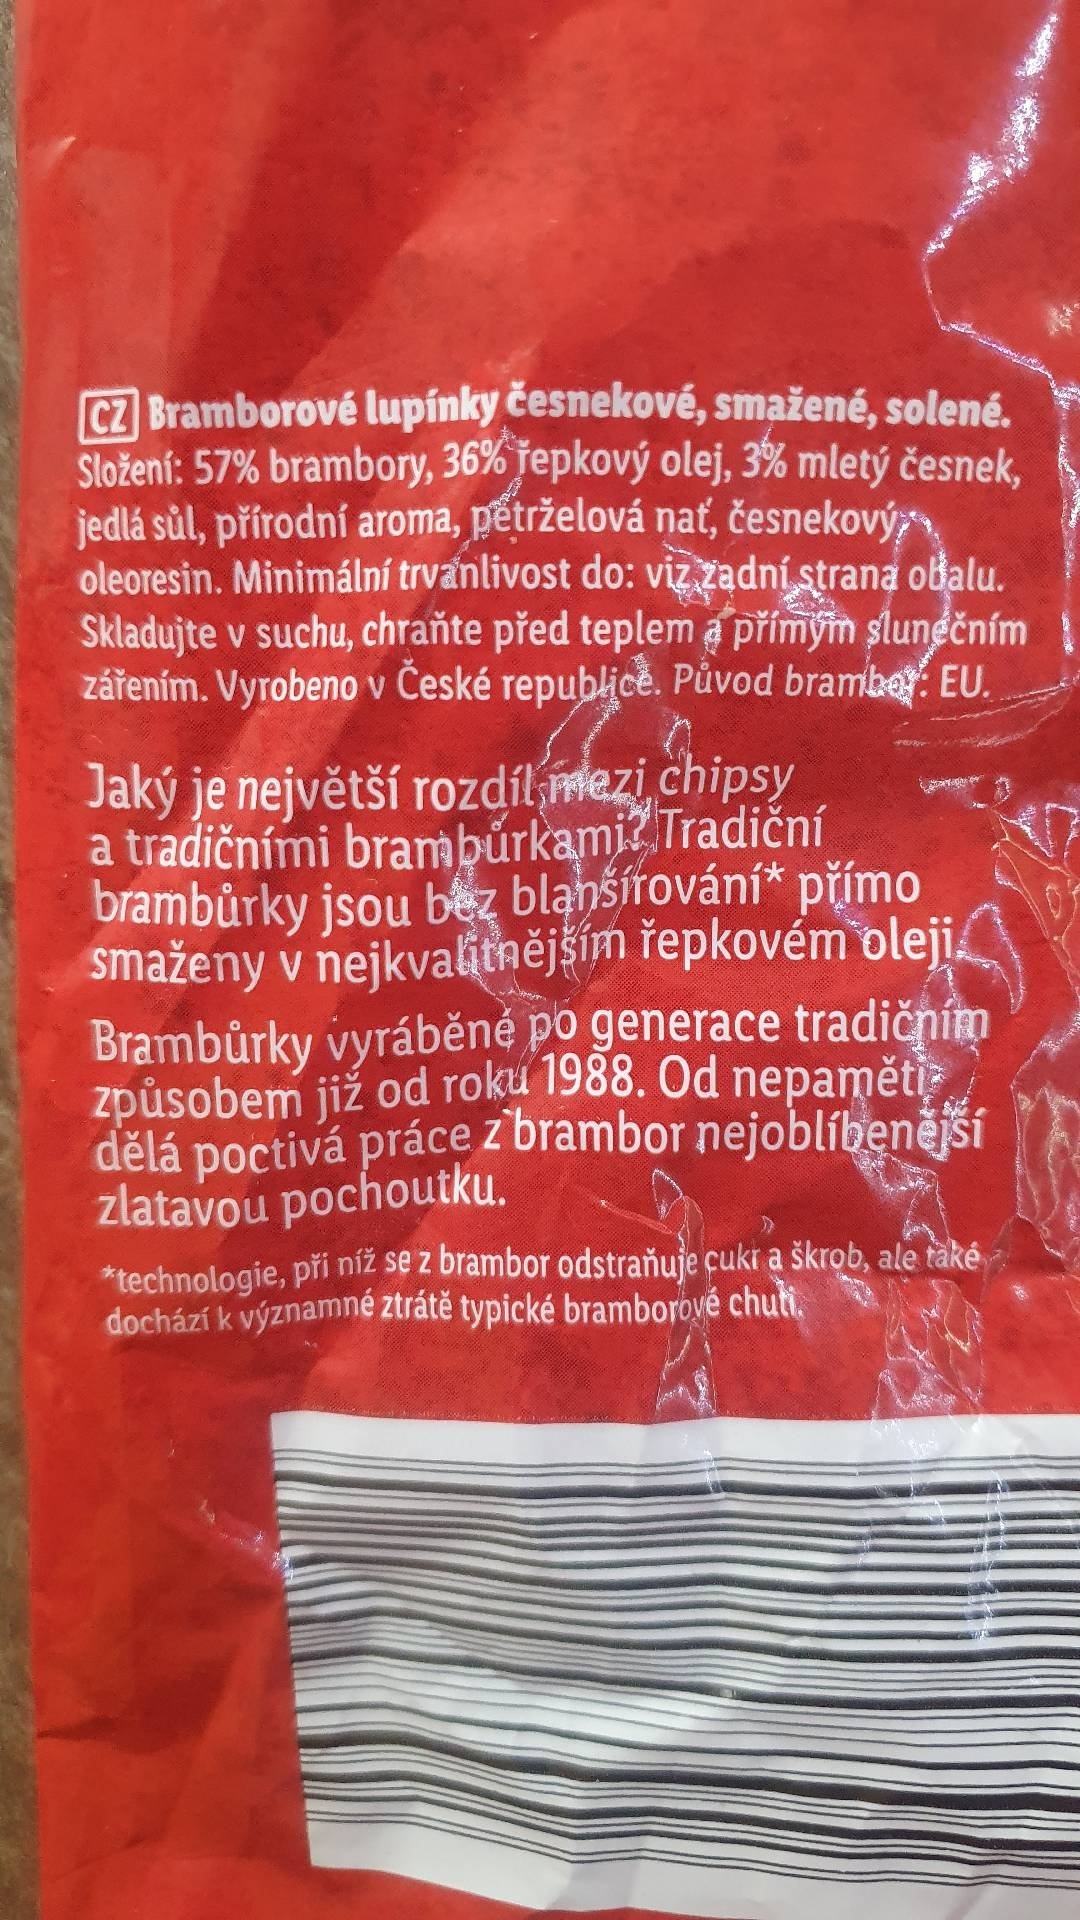 CZ Bramborové lupínky česnekové, smažené, solené.
Složení: 57% brambory, 36% řepkový olej, 3% mletý česnek,
jedlá sůl, přírodní aroma, petrželová nať, česnekový
oleoresin. Minimální trvanlivost do: viz zadní strana obalu.
Skladujte v suchu, chraňte před teplem a přímým slunečním
zářením. Vyrobeno v České republice. Původ brambor: EU.
Jaký je největší rozdíl mezi chipsy
a tradičními brambůrkami? Tradiční
brambůrky jsou bez blanšírování* přímo
smaženy v nejkvalitnějším řepkovém oleji.
Brambůrky vyráběné po generace tradičním
způsobem již od roku 1988. Od nepaměti
dělá poctivá práce z brambor nejoblíbenější
zlatavou pochoutku.
*technologie, při níž se z brambor odstraňuje cukr a škrob, ale také
dochází k významné ztrátě typické bramborové chuti.